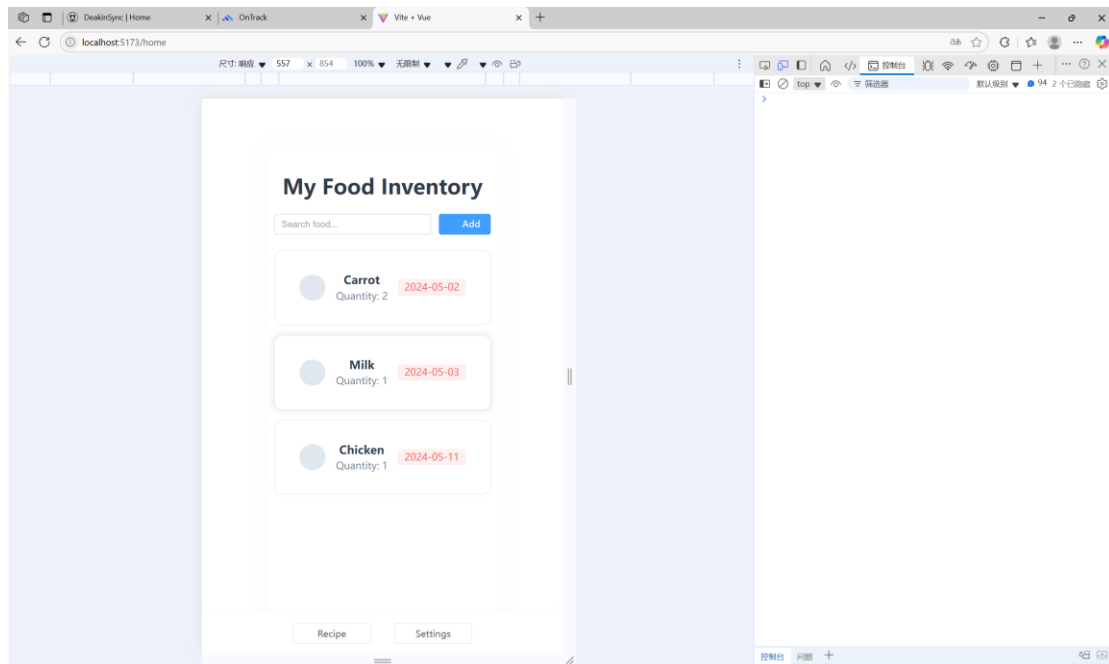 DeakinSync | Home
OnTrack
Vite + Vue
localhost:5173/home
尺寸: 响应 557 × 854 100% 无限制
控制台
top 筛选器 默认级别 94 2 个已隐藏
My Food Inventory
Search food... Add
Carrot
Quantity: 2
2024-05-02
Milk
Quantity: 1
2024-05-03
Chicken
Quantity: 1
2024-05-11
Recipe Settings
控制台 问题